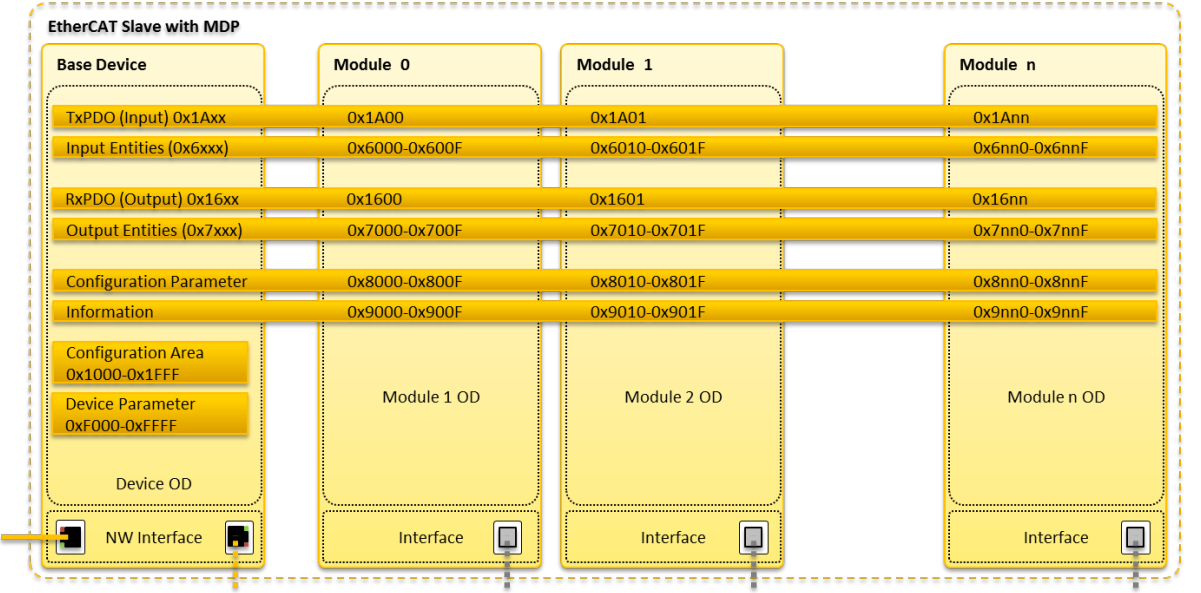 EtherCAT Slave with MDP
Base Device Module 0 Module 1 Module n
TxPDO (Input) 0x1Axx 0x1A00 0x1A01 0x1Ann
Input Entities (0x6xxx) 0x6000-0x600F 0x6010-0x601F 0x6nn0-0x6nnF
RxPDO (Output) 0x16xx 0x1600 0x1601 0x16nn
Output Entities (0x7xxx) 0x7000-0x700F 0x7010-0x701F 0x7nn0-0x7nnF
Configuration Parameter 0x8000-0x800F 0x8010-0x801F 0x8nn0-0x8nnF
Information 0x9000-0x900F 0x9010-0x901F 0x9nn0-0x9nnF
Configuration Area
0x1000-0x1FFF
Device Parameter
0xF000-0xFFFF
Module 1 OD Module 2 OD Module n OD
Device OD
NW Interface Interface Interface Interface